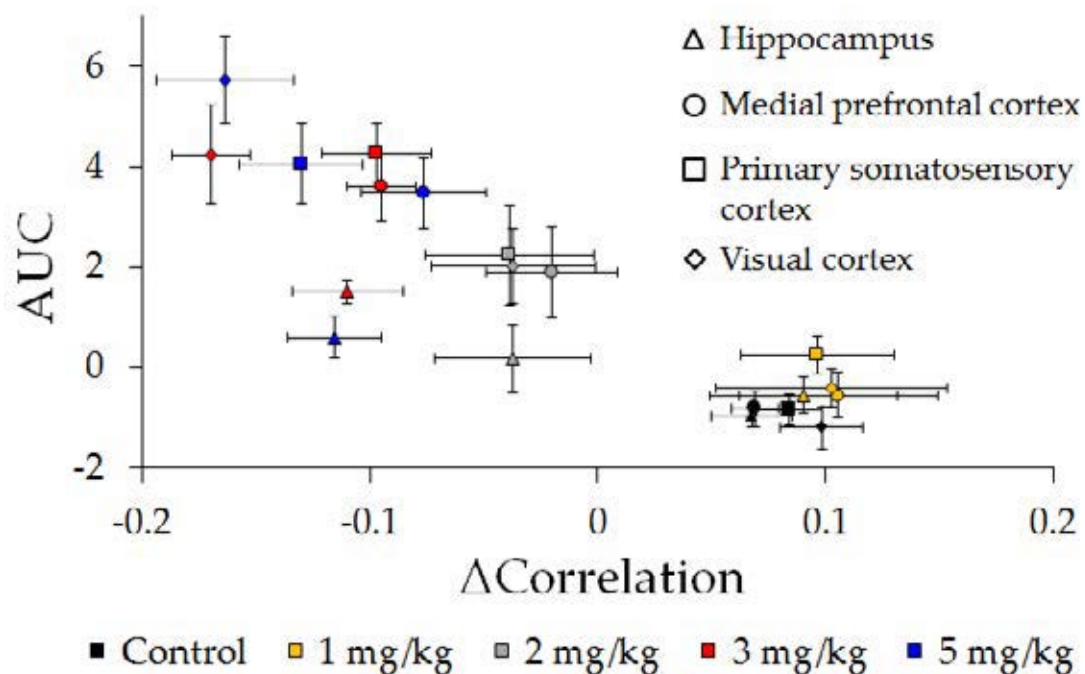 Hippocampus
6
Medial prefrontal cortex
4
Primary somatosensory
cortex
AUC
2
Visual cortex
0
-2
-0.2 -0.1 0 0.1 0.2
ΔCorrelation
Control 1 mg/kg 2 mg/kg 3 mg/kg 5 mg/kg